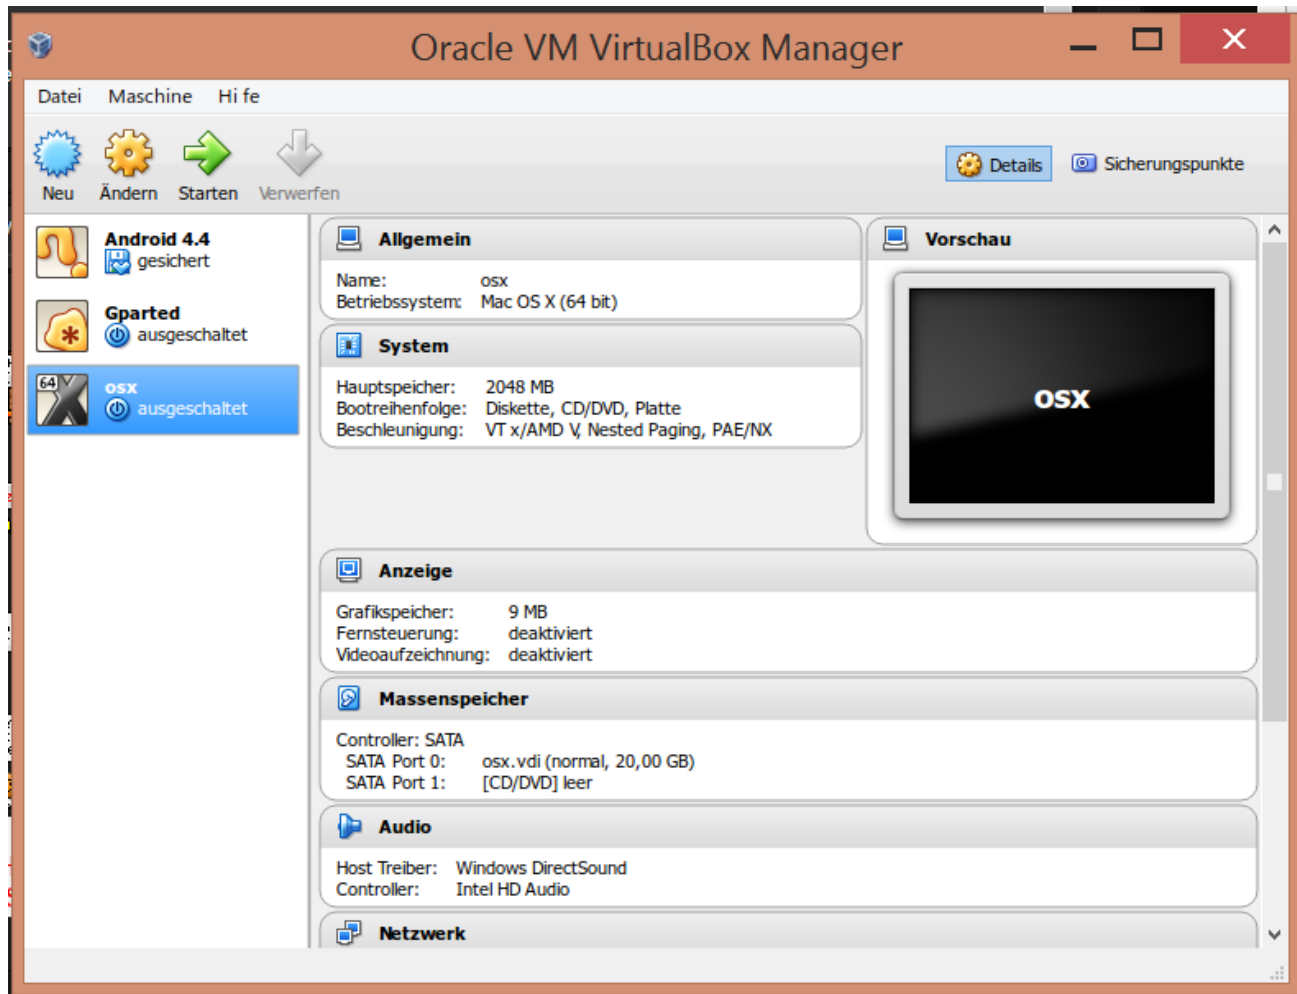 Oracle VM VirtualBox Manager
Datei Maschine Hi fe
Neu Ändern Starten Verwerfen Details Sicherungspunkte
Android 4.4
gesichert
Gparted
ausgeschaltet
64
osx
ausgeschaltet
Allgemein
Name: osx
Betriebssystem: Mac OS X (64 bit)
System
Hauptspeicher: 2048 MB
Bootreihenfolge: Diskette, CD/DVD, Platte
Beschleunigung: VT x/AMD V, Nested Paging, PAE/NX
Vorschau
osx
Anzeige
Grafikspeicher: 9 MB
Fernsteuerung: deaktiviert
Videoaufzeichnung: deaktiviert
Massenspeicher
Controller: SATA
SATA Port 0: osx.vdi (normal, 20,00 GB)
SATA Port 1: [CD/DVD] leer
Audio
Host Treiber: Windows DirectSound
Controller: Intel HD Audio
Netzwerk